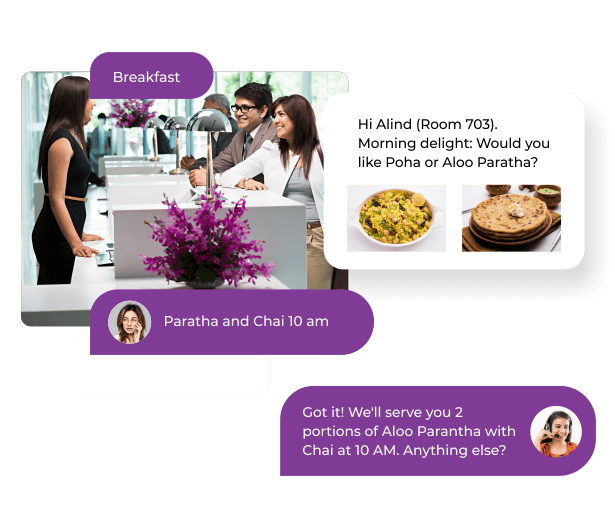 Breakfast
Hi Alind (Room 703).
Morning delight: Would you
like Poha or Aloo Paratha?
Paratha and Chai 10 am
Got it! We'll serve you 2
portions of Aloo Parantha with
Chai at 10 AM. Anything else?